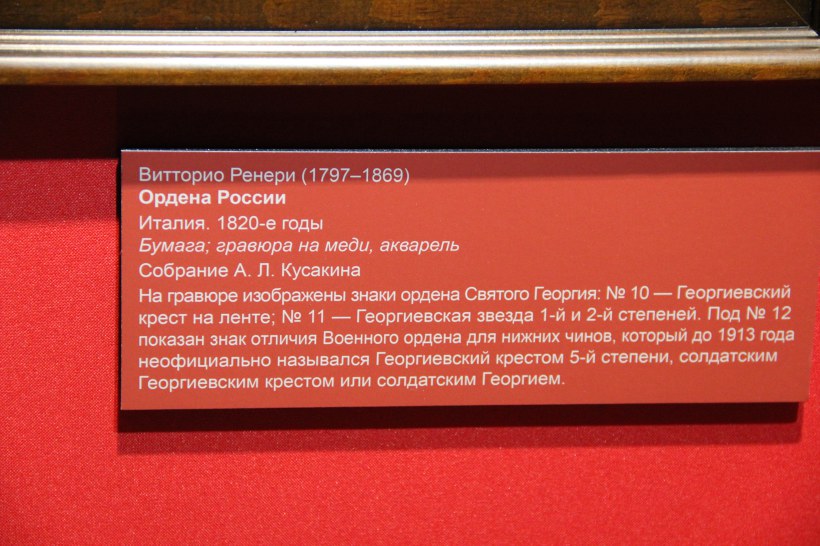 Витторио Ренери (1797–1869)
Ордена России
Италия. 1820-е годы
Бумага; гравюра на меди, акварель
Собрание А. Л. Кусакина
На гравюре изображены знаки ордена Святого Георгия: № 10 — Георгиевский
крест на ленте; № 11 — Георгиевская звезда 1-й и 2-й степеней. Под № 12
показан знак отличия Военного ордена для нижних чинов, который до 1913 года
неофициально назывался Георгиевский крестом 5-й степени, солдатским
Георгиевским крестом или солдатским Георгием.